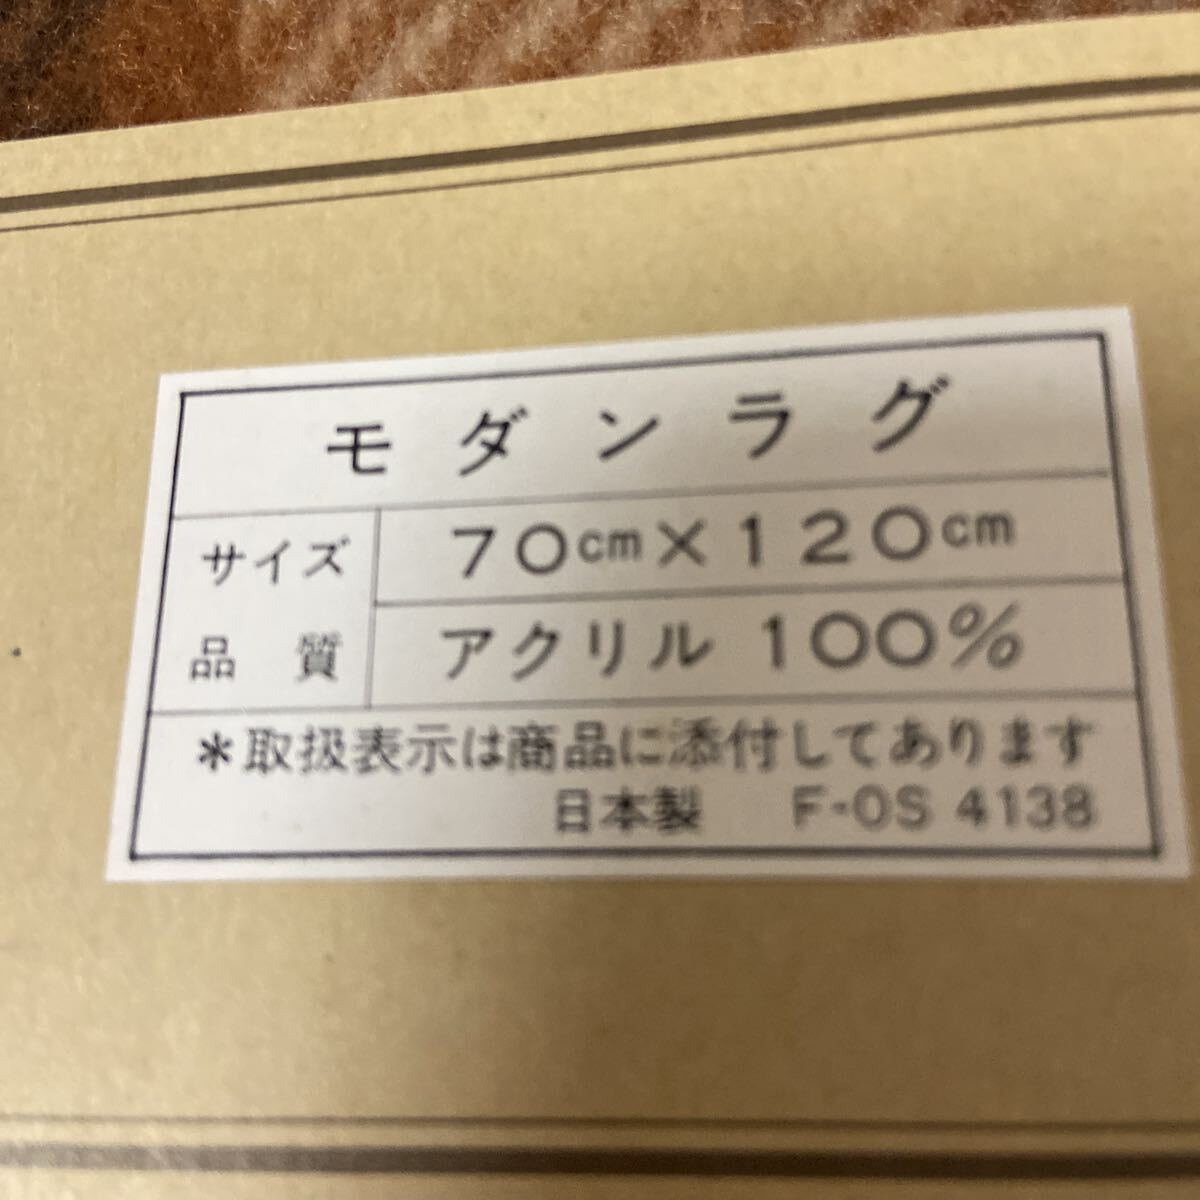 モダンラグ
サイズ 70cm×120cm
品質 アクリル 100%
*取扱表示は商品に添付してあります
日本製 F-OS 4138